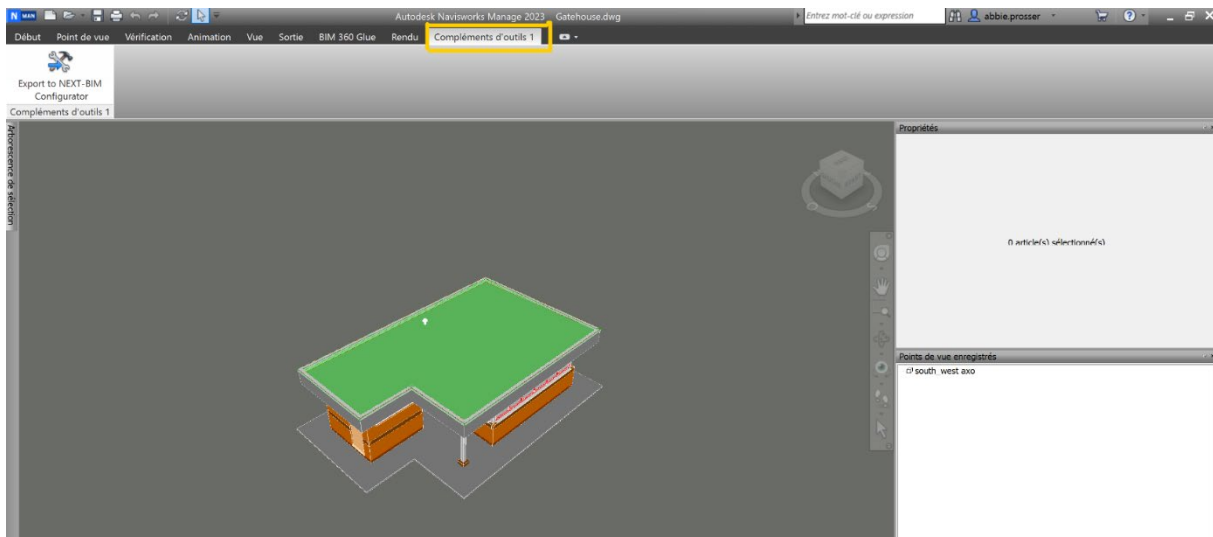 N MAN
Autodesk Navisworks Manage 2023 Gatehouse.dwg
Entrez mot-clé ou expression
abbie.prosser
?
Début Point de vue Vérification Animation Vue Sortie BIM 360 Glue Rendu Compléments d'outils 1
Export to NEXT-BIM
Configurator
Compléments d'outils 1
Arborescence de sélection
Propriétés
0 article(s) sélectionné(s)
Points de vue enregistrés
south_west axo